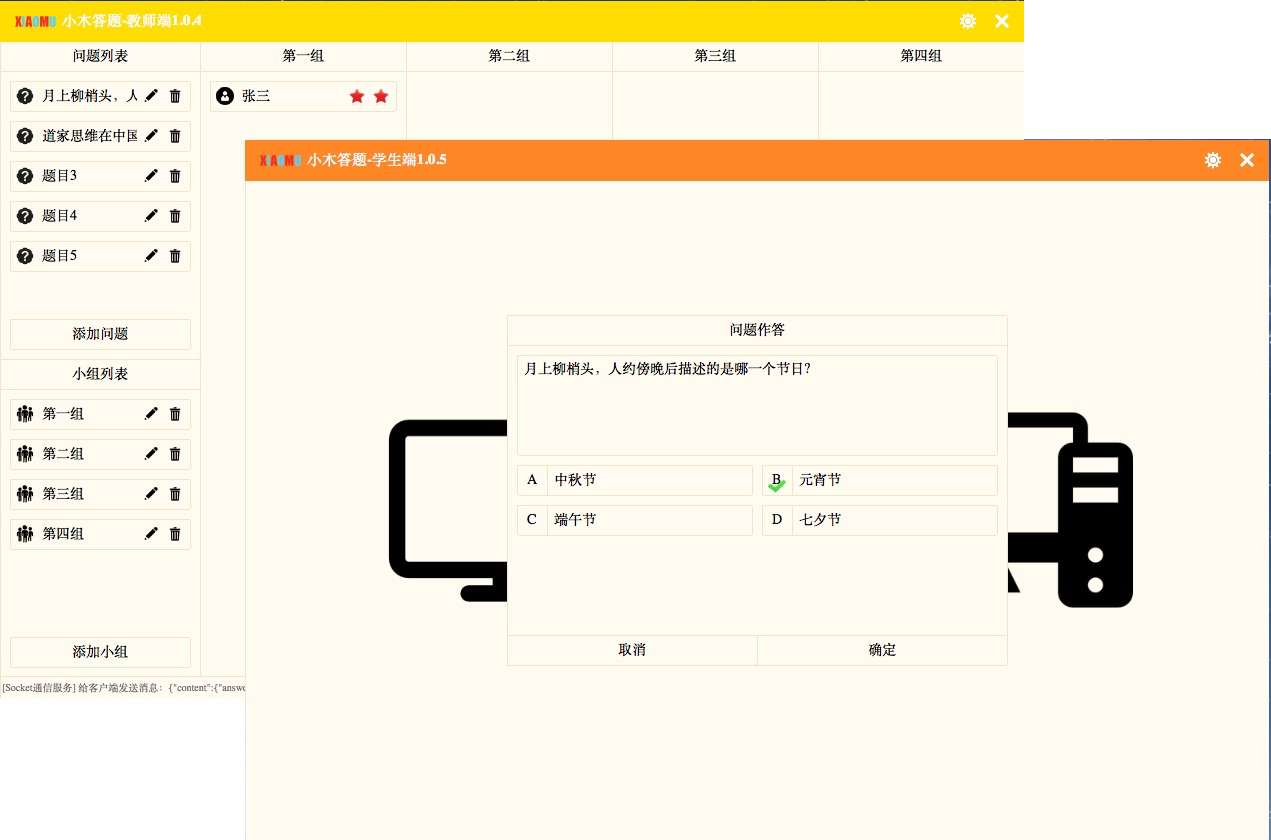 XIAOMU 小木答题-教师端1.0.4
问题列表
第一组
第二组
第三组
第四组
月上柳梢头，人
道家思维在中国
题目3
题目4
题目5
添加问题
张三
小组列表
第一组
第二组
第三组
第四组
添加小组
[Socket通信服务] 给客户端发送消息：{"content":{"answe
XIAOMU 小木答题-学生端1.0.5
问题作答
月上柳梢头，人约傍晚后描述的是哪一个节日？
A 中秋节
B 元宵节
C 端午节
D 七夕节
取消
确定